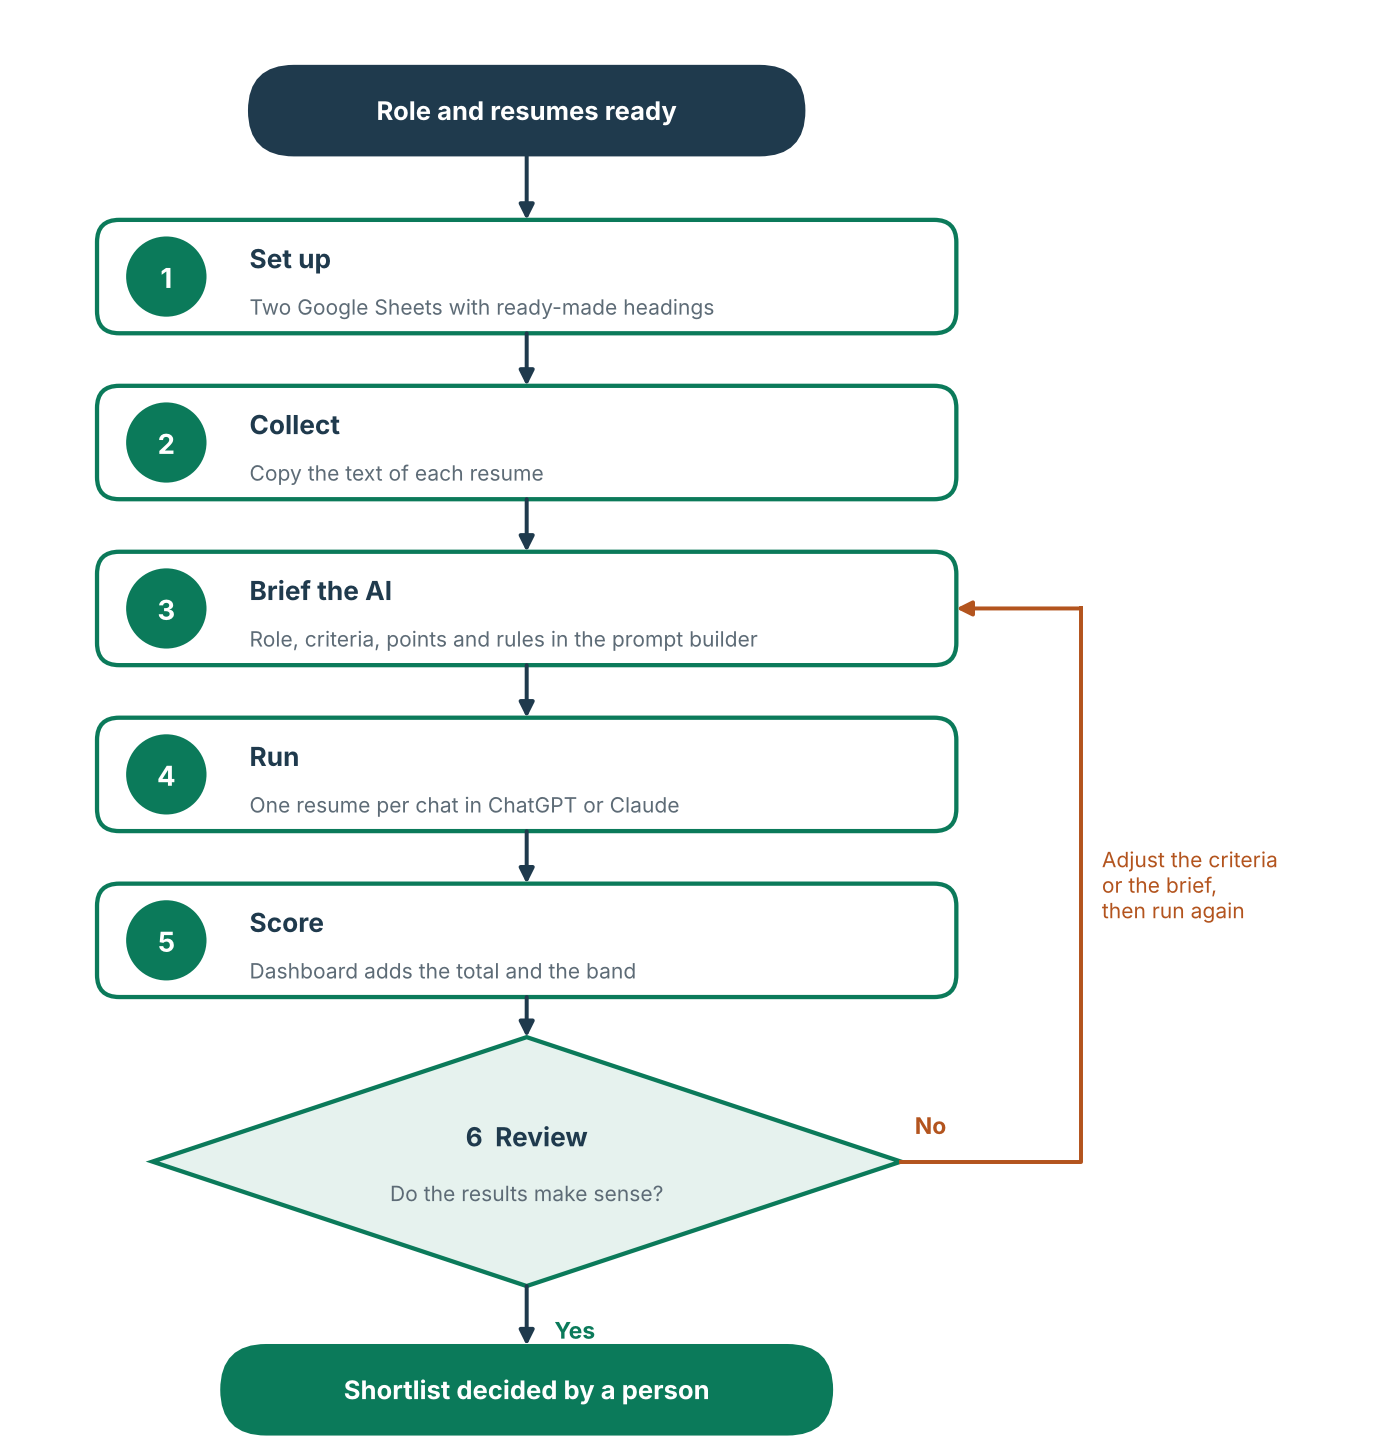 Role and resumes ready
1
Set up
Two Google Sheets with ready-made headings
2
Collect
Copy the text of each resume
3
Brief the AI
Role, criteria, points and rules in the prompt builder
4
Run
One resume per chat in ChatGPT or Claude
Adjust the criteria
or the brief,
then run again
5
Score
Dashboard adds the total and the band
6 Review
Do the results make sense?
No
Yes
Shortlist decided by a person